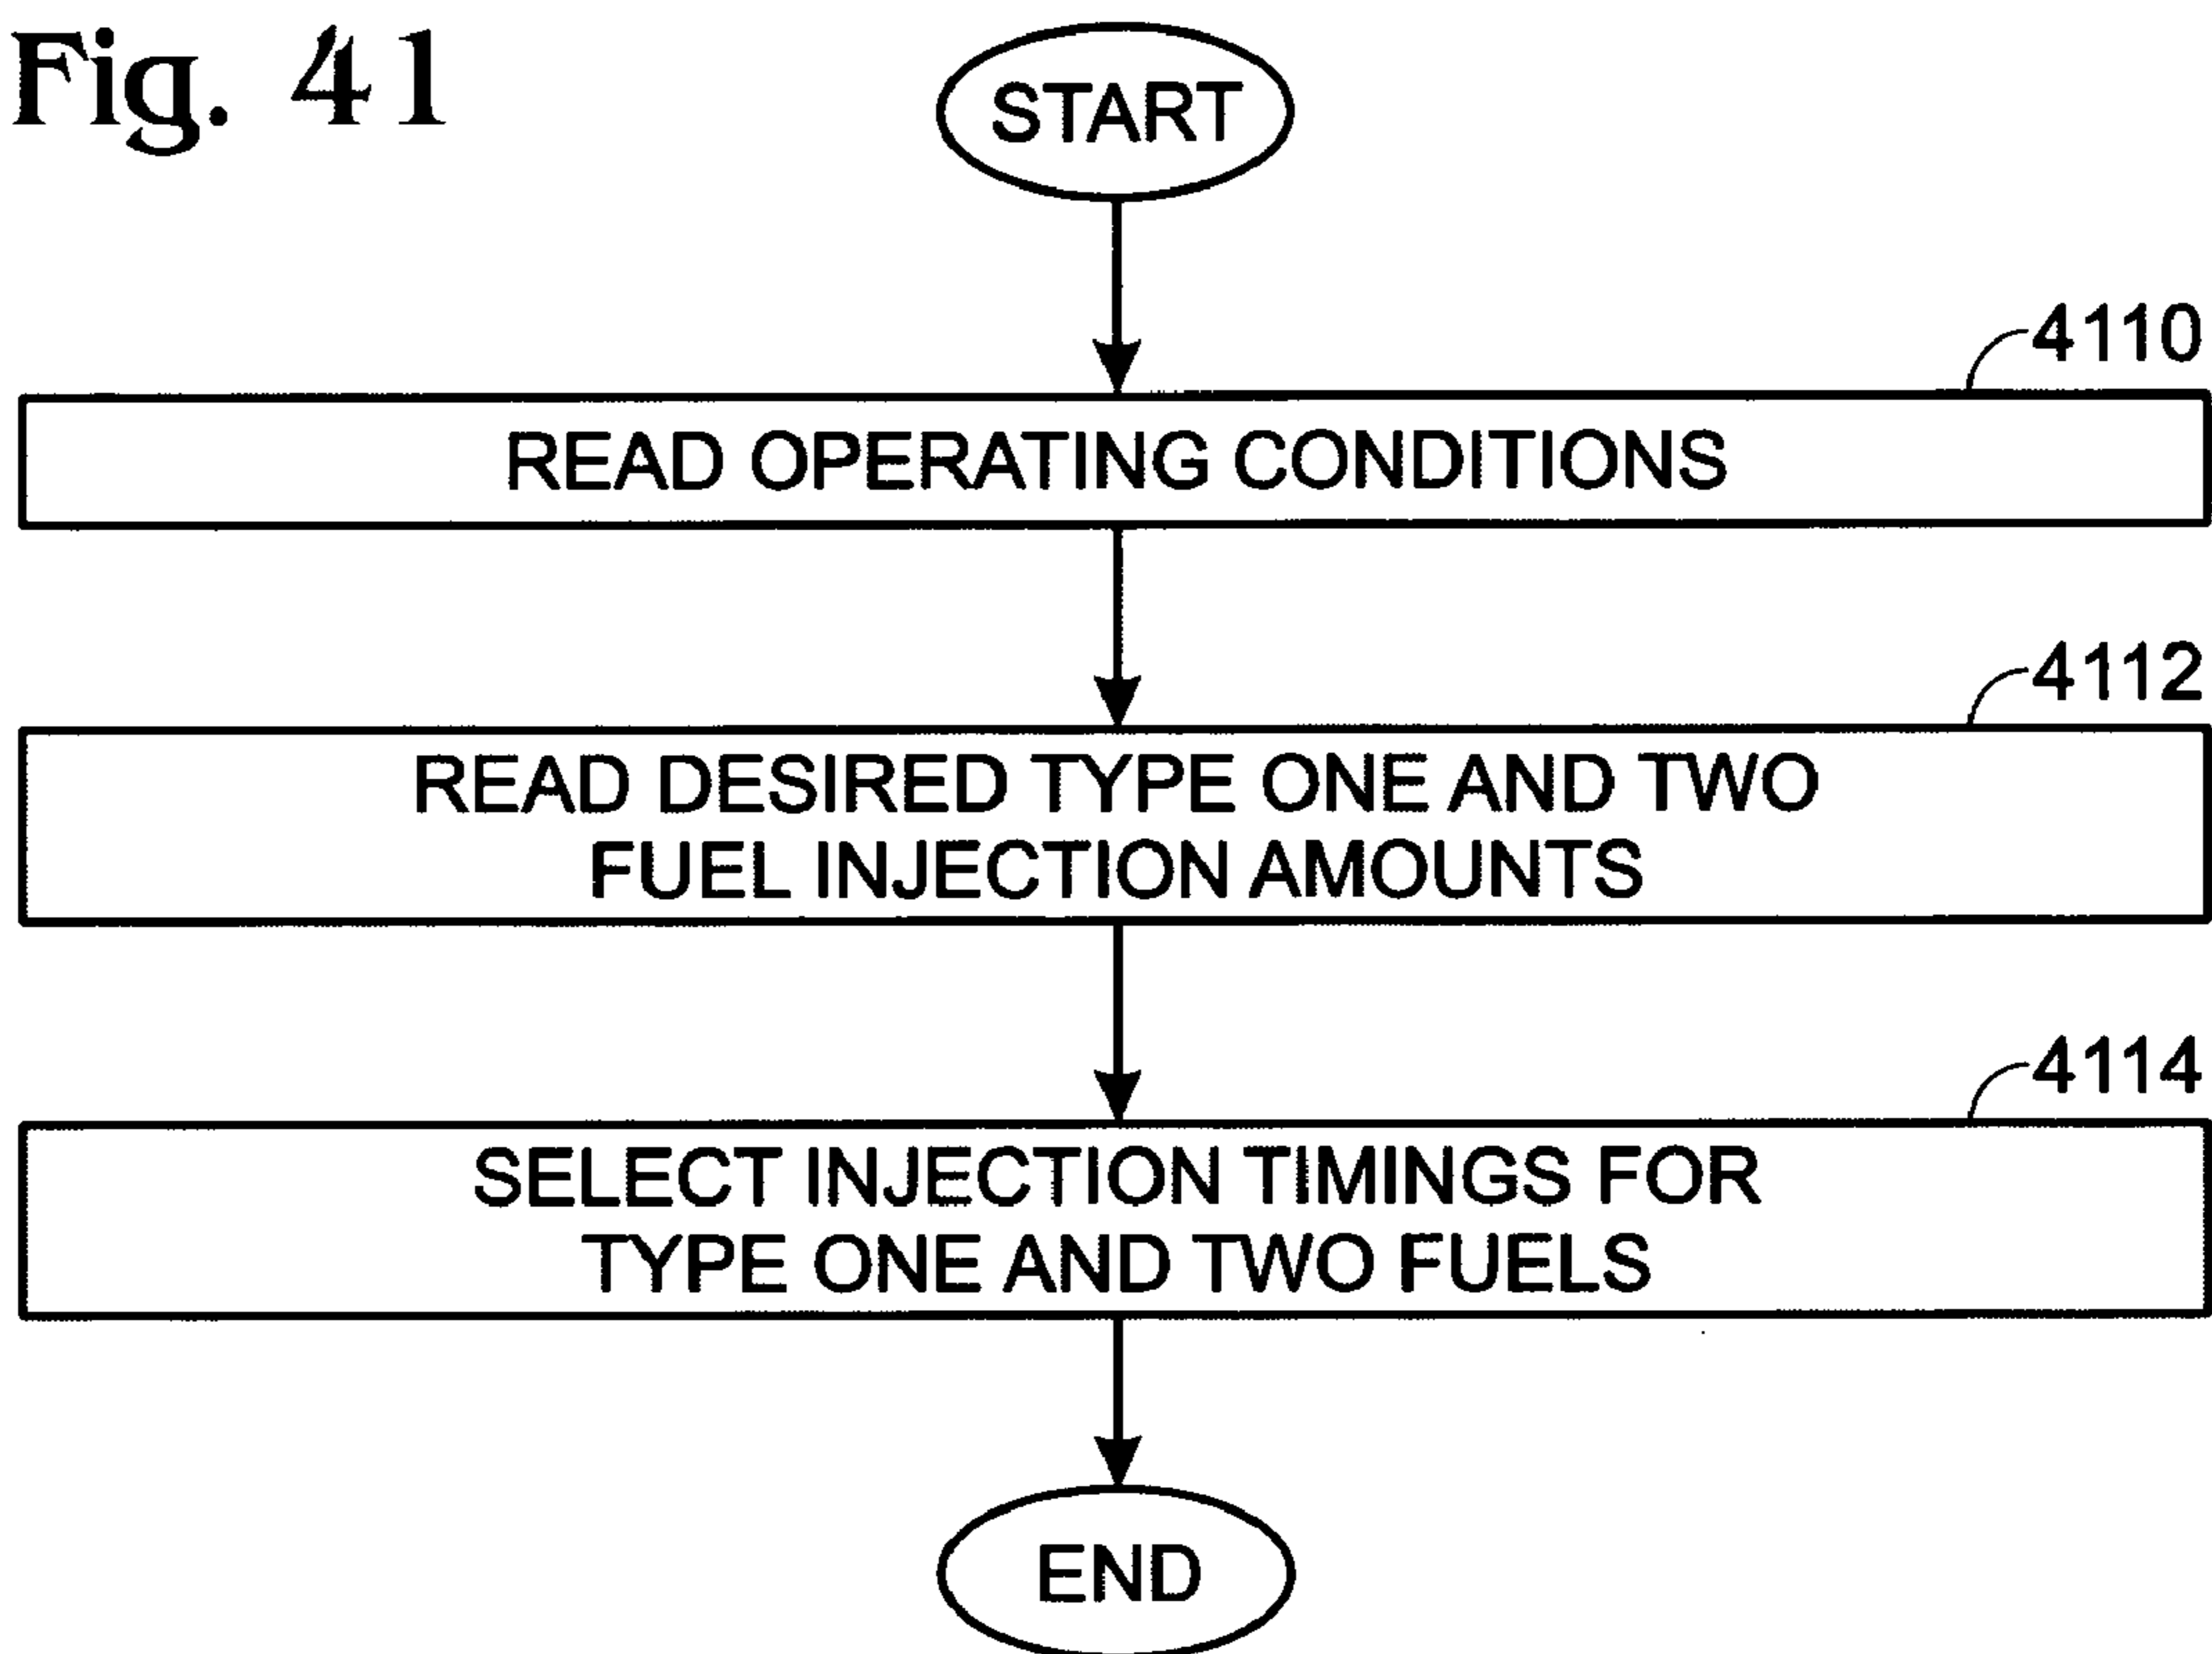 Fig. 41
START
4110
READ OPERATING CONDITIONS
4112
READ DESIRED TYPE ONE AND TWO
FUEL INJECTION AMOUNTS
4114
SELECT INJECTION TIMINGS FOR
TYPE ONE AND TWO FUELS
END